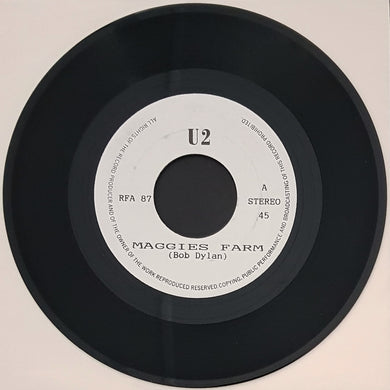 U2
RFA 87
A
STEREO
45
MAGGIES FARM
(Bob Dylan)
ALL RIGHTS OF THE RECORD PRODUCER AND OF THE OWNER OF THE WORK REPRODUCED RESERVED. COPYING, PUBLIC PERFORMANCE AND BROADCASTING OF THIS RECORD PROHIBITED